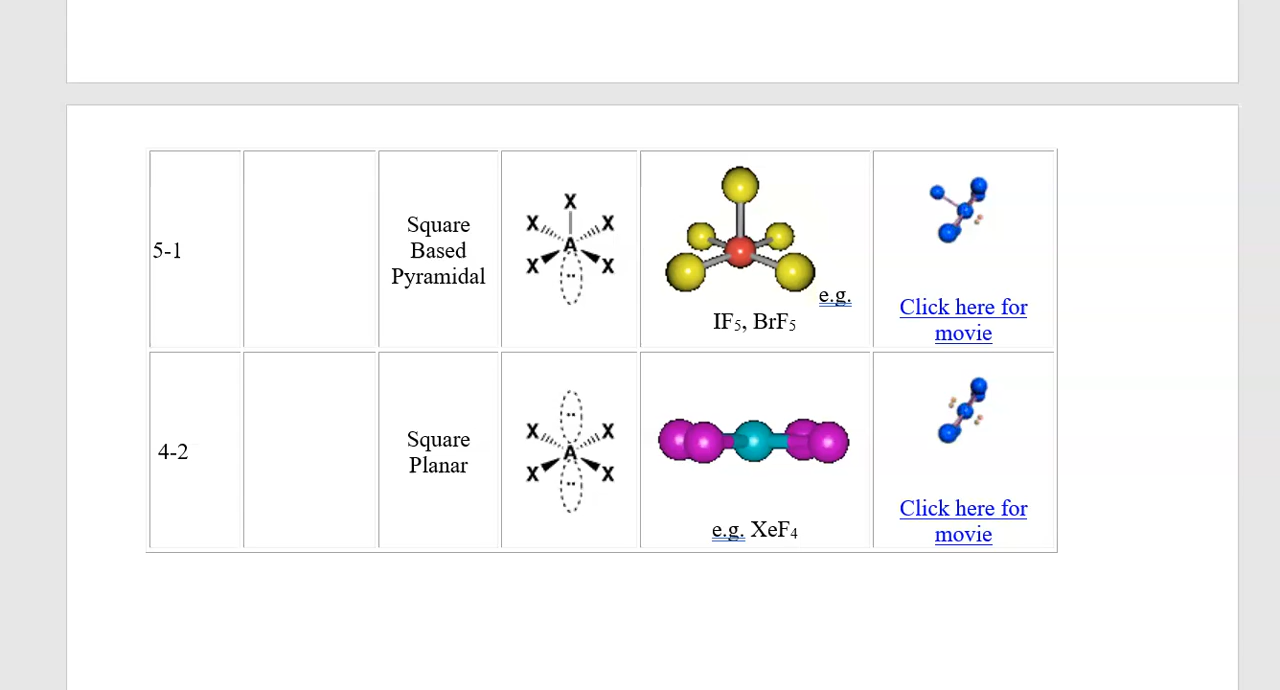 5-1
Square
Based
Pyramidal
X
X X
A
X X
e.g.
IF₅, BrF₅
Click here for
movie
4-2
Square
Planar
X X
A
X X
e.g. XeF₄
Click here for
movie